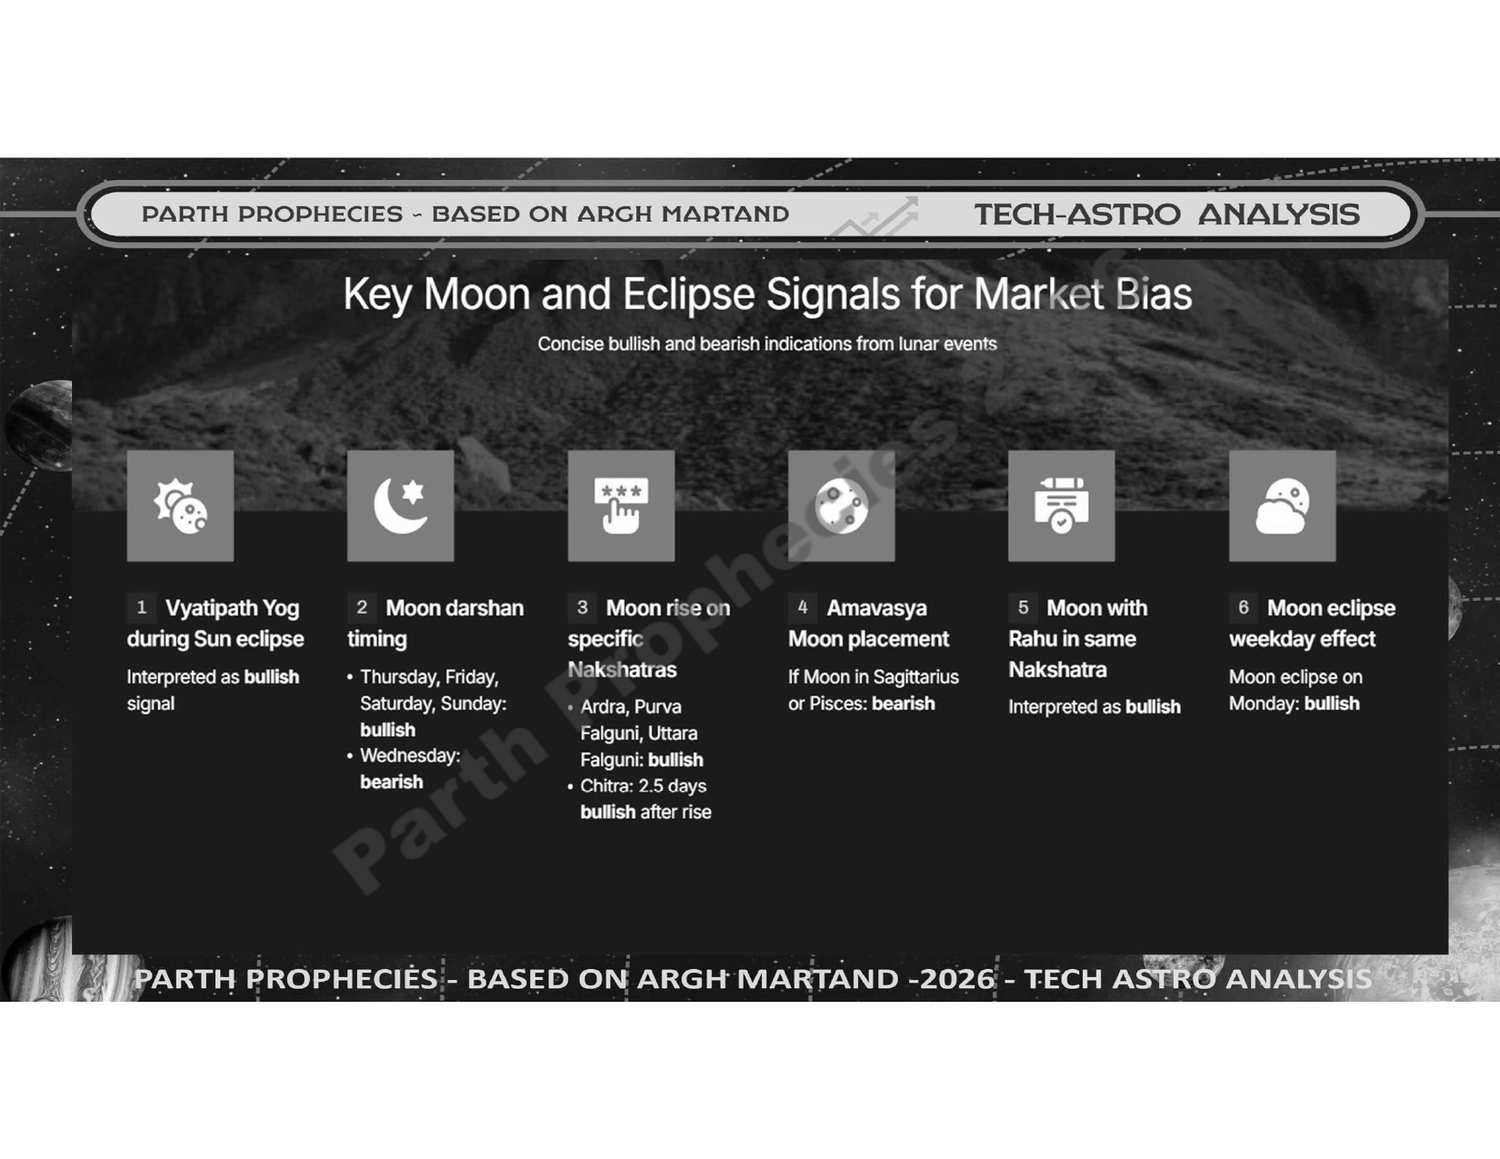 PARTH PROPHECIES ~ BASED ON ARGH MARTAND
TECH-ASTRO ANALYSIS
Key Moon and Eclipse Signals for Market Bias
Concise bullish and bearish indications from lunar events
1 Vyatipath Yog
during Sun eclipse
Interpreted as bullish
signal
2 Moon darshan
timing
• Thursday, Friday,
Saturday, Sunday:
bullish
• Wednesday:
bearish
***
3 Moon rise on
specific
Nakshatras
• Ardra, Purva
Falguni, Uttara
Falguni: bullish
• Chitra: 2.5 days
bullish after rise
4 Amavasya
Moon placement
If Moon in Sagittarius
or Pisces: bearish
5 Moon with
Rahu in same
Nakshatra
Interpreted as bullish
6 Moon eclipse
weekday effect
Moon eclipse on
Monday: bullish
Parth Prophecies
PARTH PROPHECIES - BASED ON ARGH MARTAND -2026 - TECH ASTRO ANALYSIS